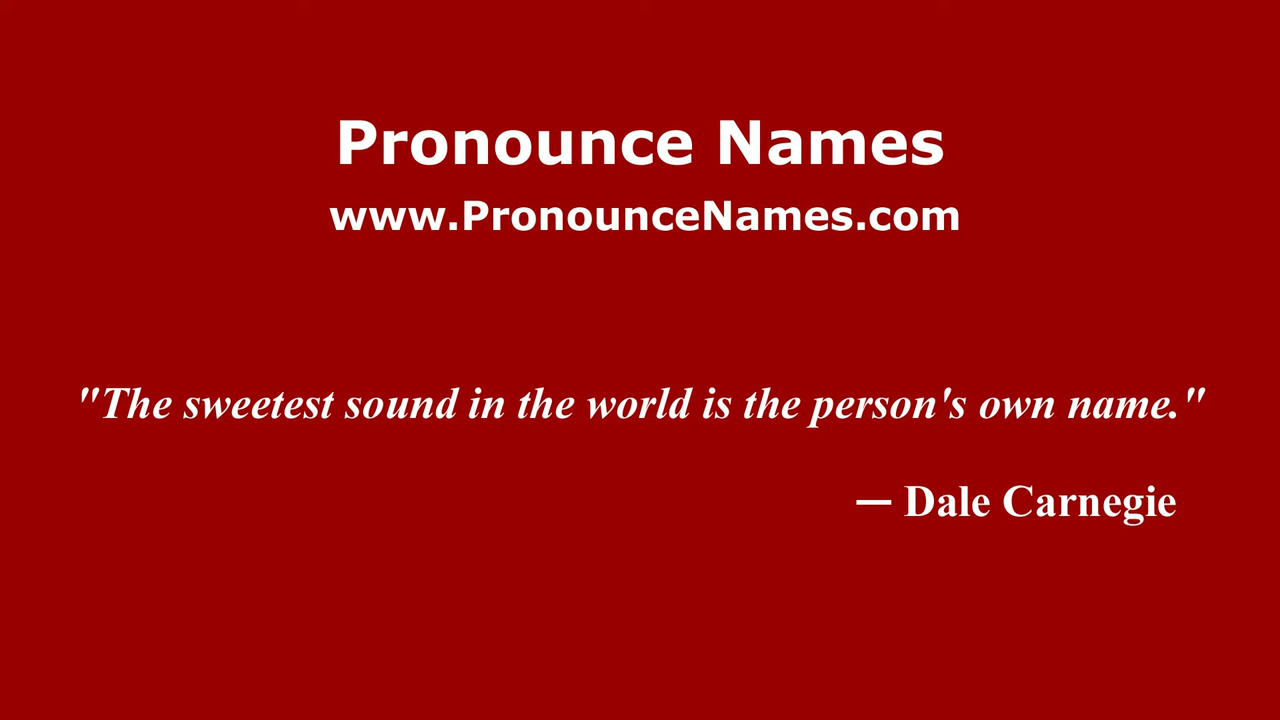 Pronounce Names
www.PronounceNames.com
"The sweetest sound in the world is the person's own name."
— Dale Carnegie